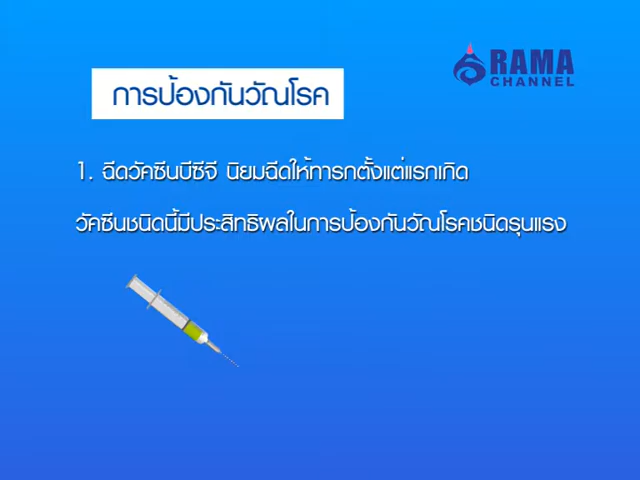 RAMA
CHANNEL
การป้องกันวัณโรค
1. ฉีดวัคซีนบีซีจี นิยมฉีดให้ทารกตั้งแต่แรกเกิด
วัคซีนชนิดนี้มีประสิทธิผลในการป้องกันวัณโรคชนิดรุนแรง